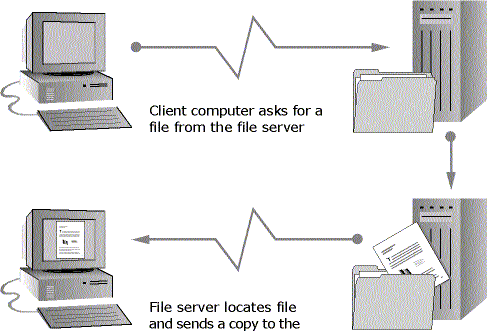 Client computer asks for a
file from the file server
File server locates file
and sends a copy to the